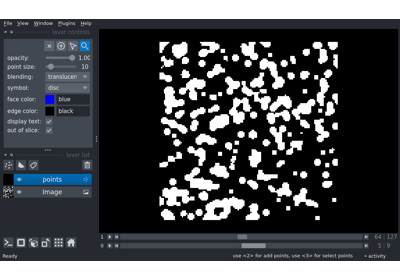 File View Window Plugins Help
layer controls
opacity: 1.00
point size: 10
blending: translucen
symbol: disc
face color: blue
edge color: black
display text:
out of slice:
layer list
points
Image
1 64 127
0 5 9
Ready use <2> for add points, use <3> for select points activity